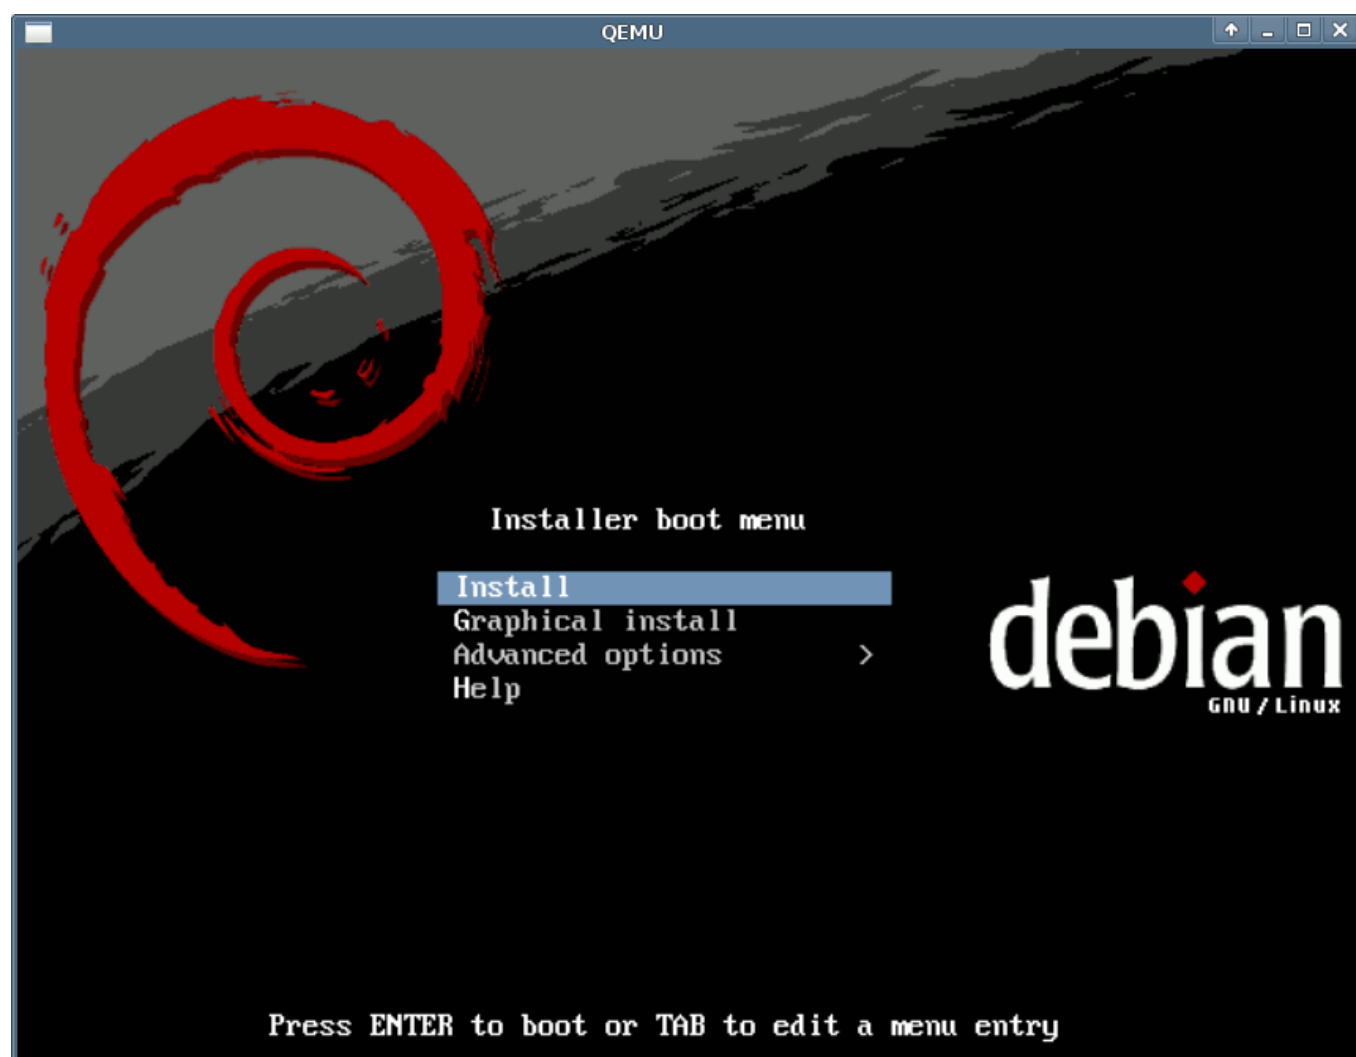 QEMU
Installer boot menu
Install
Graphical install
Advanced options >
Help
debian
GNU / Linux
Press ENTER to boot or TAB to edit a menu entry